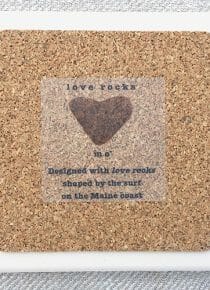 love rocks
m e
Designed with love rocks
shaped by the surf
on the Maine coast